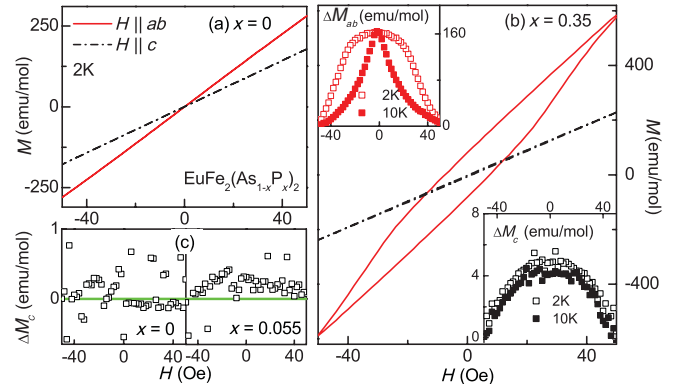 (a) x = 0
H || ab
H || c
2K
EuFe2(As1-xPx)2
M (emu/mol)
250
0
-250
-40
0
40
(c)
ΔMc (emu/mol)
1
0
x = 0
x = 0.055
-40
0
40
-40
0
40
H (Oe)
(b) x = 0.35
ΔMab (emu/mol)
160
80
0
2K
10K
-40
0
40
M (emu/mol)
400
0
-400
ΔMc (emu/mol)
8
4
0
2K
10K
-40
0
40
-40
0
40
H (Oe)